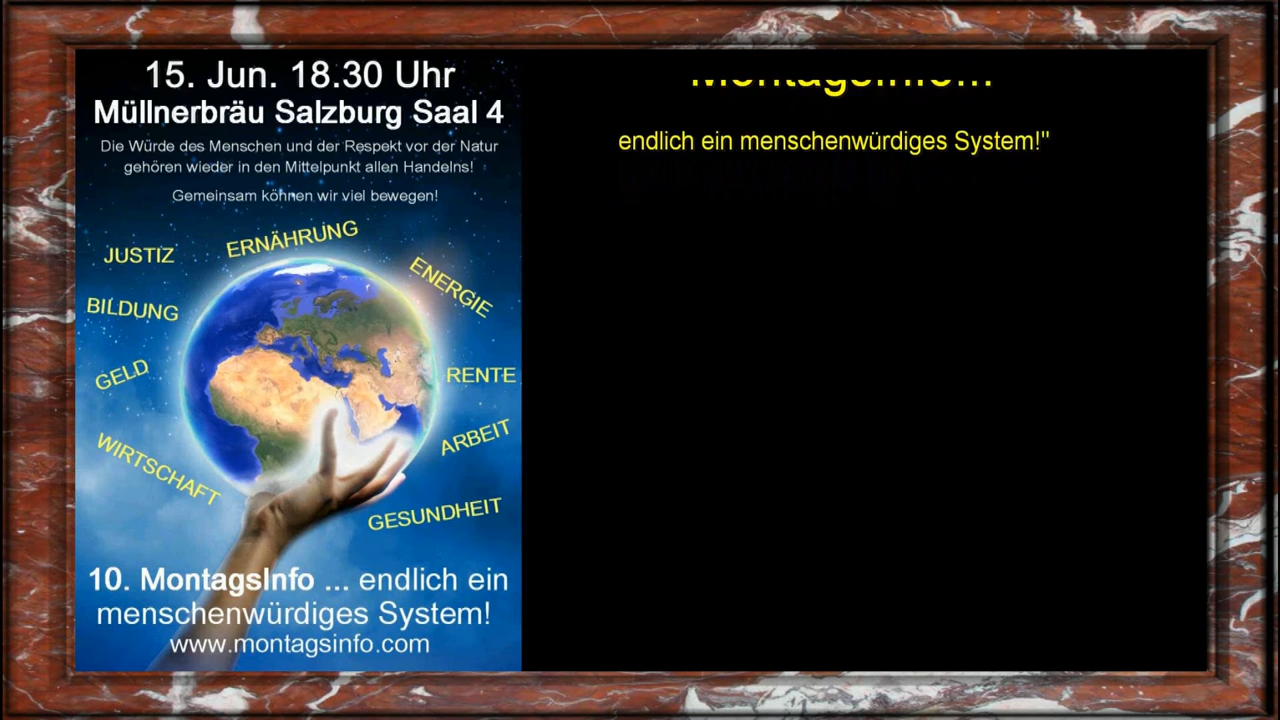 15. Jun. 18.30 Uhr
Müllnerbräu Salzburg Saal 4
Die Würde des Menschen und der Respekt vor der Natur
gehören wieder in den Mittelpunkt allen Handelns!
Gemeinsam können wir viel bewegen!
ERNÄHRUNG
JUSTIZ
ENERGIE
BILDUNG
GELD
RENTE
ARBEIT
WIRTSCHAFT
GESUNDHEIT
10. MontagsInfo ... endlich ein
menschenwürdiges System!
www.montagsinfo.com
MontagsInfo...
endlich ein menschenwürdiges System!"